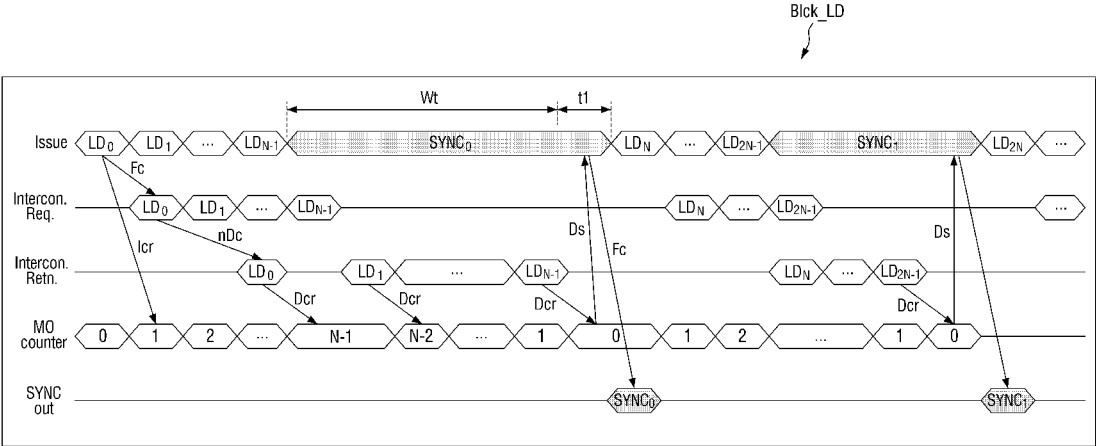 Blck_LD
Wt t1
Issue LD0 LD1 ... LDN-1 SYNC0 LDN ... LD2N-1 SYNC1 LD2N ...
Fc
Intercon.
Req. LD0 LD1 ... LDN-1 LDN ... LD2N-1 ...
nDc Icr Ds Fc Ds
Intercon.
Retn. LD0 LD1 ... LDN-1 LDN ... LD2N-1
Dcr Dcr Dcr Dcr
MO
counter 0 1 2 ... N-1 N-2 ... 1 0 1 2 ... 1 0
SYNC
out SYNC0 SYNC1